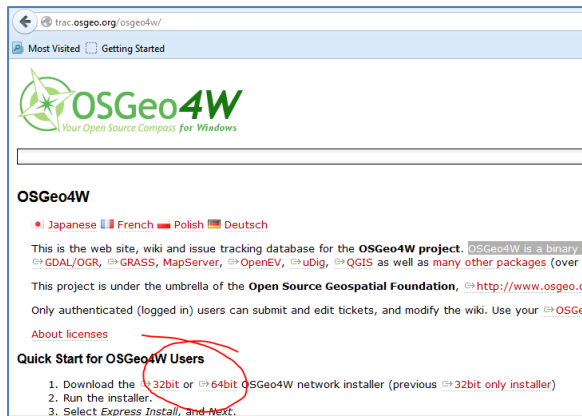 trac.osgeo.org/osgeo4w/
Most Visited Getting Started
OSGeo4W
Your Open Source Compass for Windows
OSGeo4W
Japanese French Polish Deutsch
This is the web site, wiki and issue tracking database for the OSGeo4W project. OSGeo4W is a binary
GDAL/OGR, GRASS, MapServer, OpenEV, uDig, QGIS as well as many other packages (over
This project is under the umbrella of the Open Source Geospatial Foundation, http://www.osgeo.
Only authenticated (logged in) users can submit and edit tickets, and modify the wiki. Use your OSGe
About licenses
Quick Start for OSGeo4W Users
1. Download the 32bit or 64bit OSGeo4W network installer (previous 32bit only installer)
2. Run the installer.
3. Select Express Install, and Next.